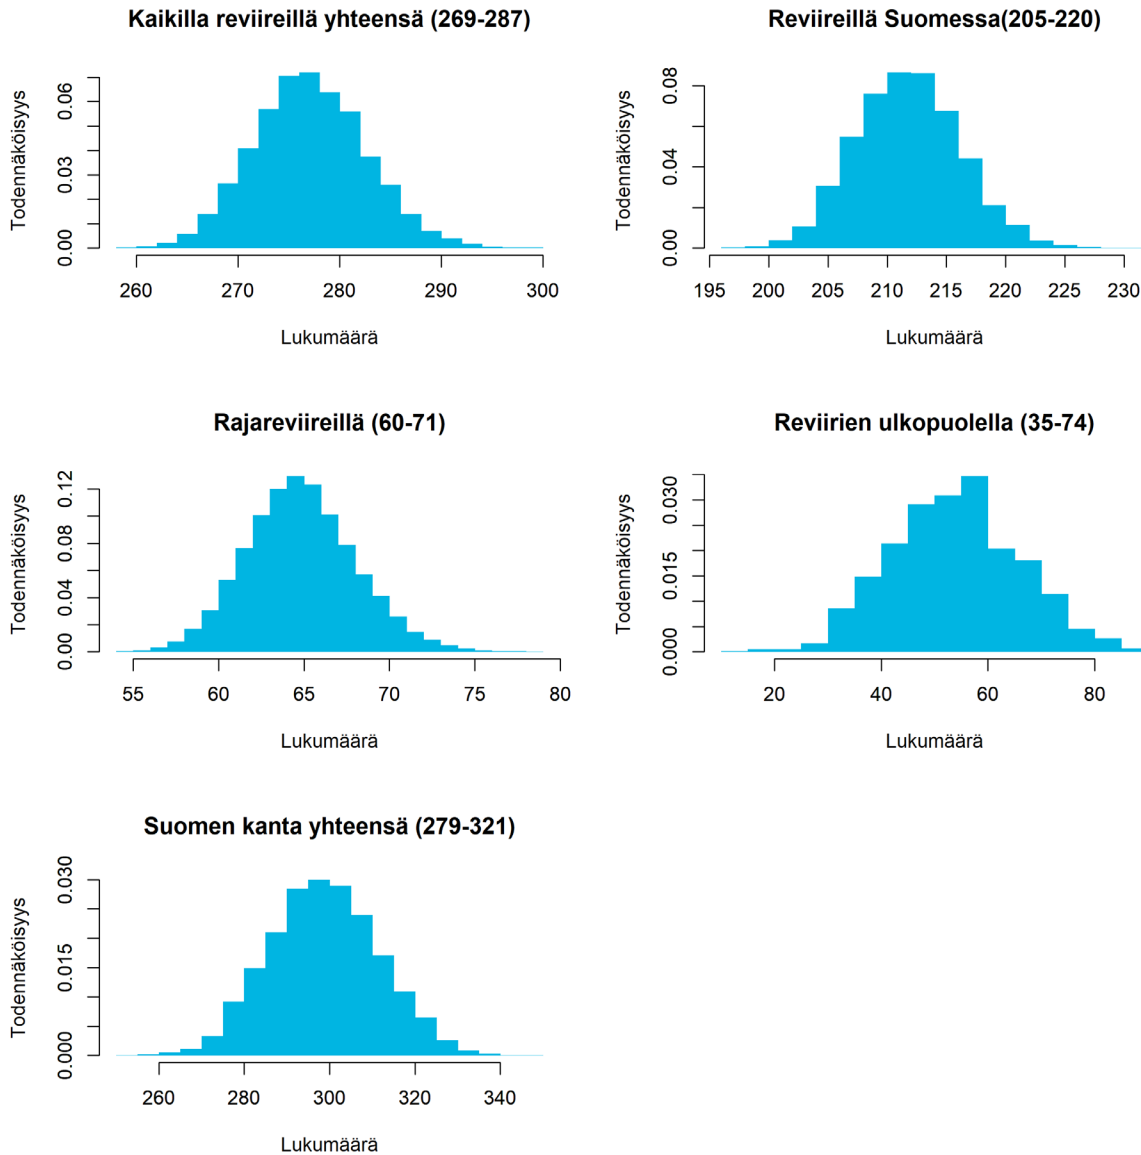 Kaikilla reviireillä yhteensä (269-287)
Todennäköisyys
0.00 0.03 0.06
260 270 280 290 300
Lukumäärä
Reviireillä Suomessa(205-220)
Todennäköisyys
0.00 0.04 0.08
195 200 205 210 215 220 225 230
Lukumäärä
Rajareviireillä (60-71)
Todennäköisyys
0.00 0.04 0.08 0.12
55 60 65 70 75 80
Lukumäärä
Reviirien ulkopuolella (35-74)
Todennäköisyys
0.000 0.015 0.030
20 40 60 80
Lukumäärä
Suomen kanta yhteensä (279-321)
Todennäköisyys
0.000 0.015 0.030
260 280 300 320 340
Lukumäärä